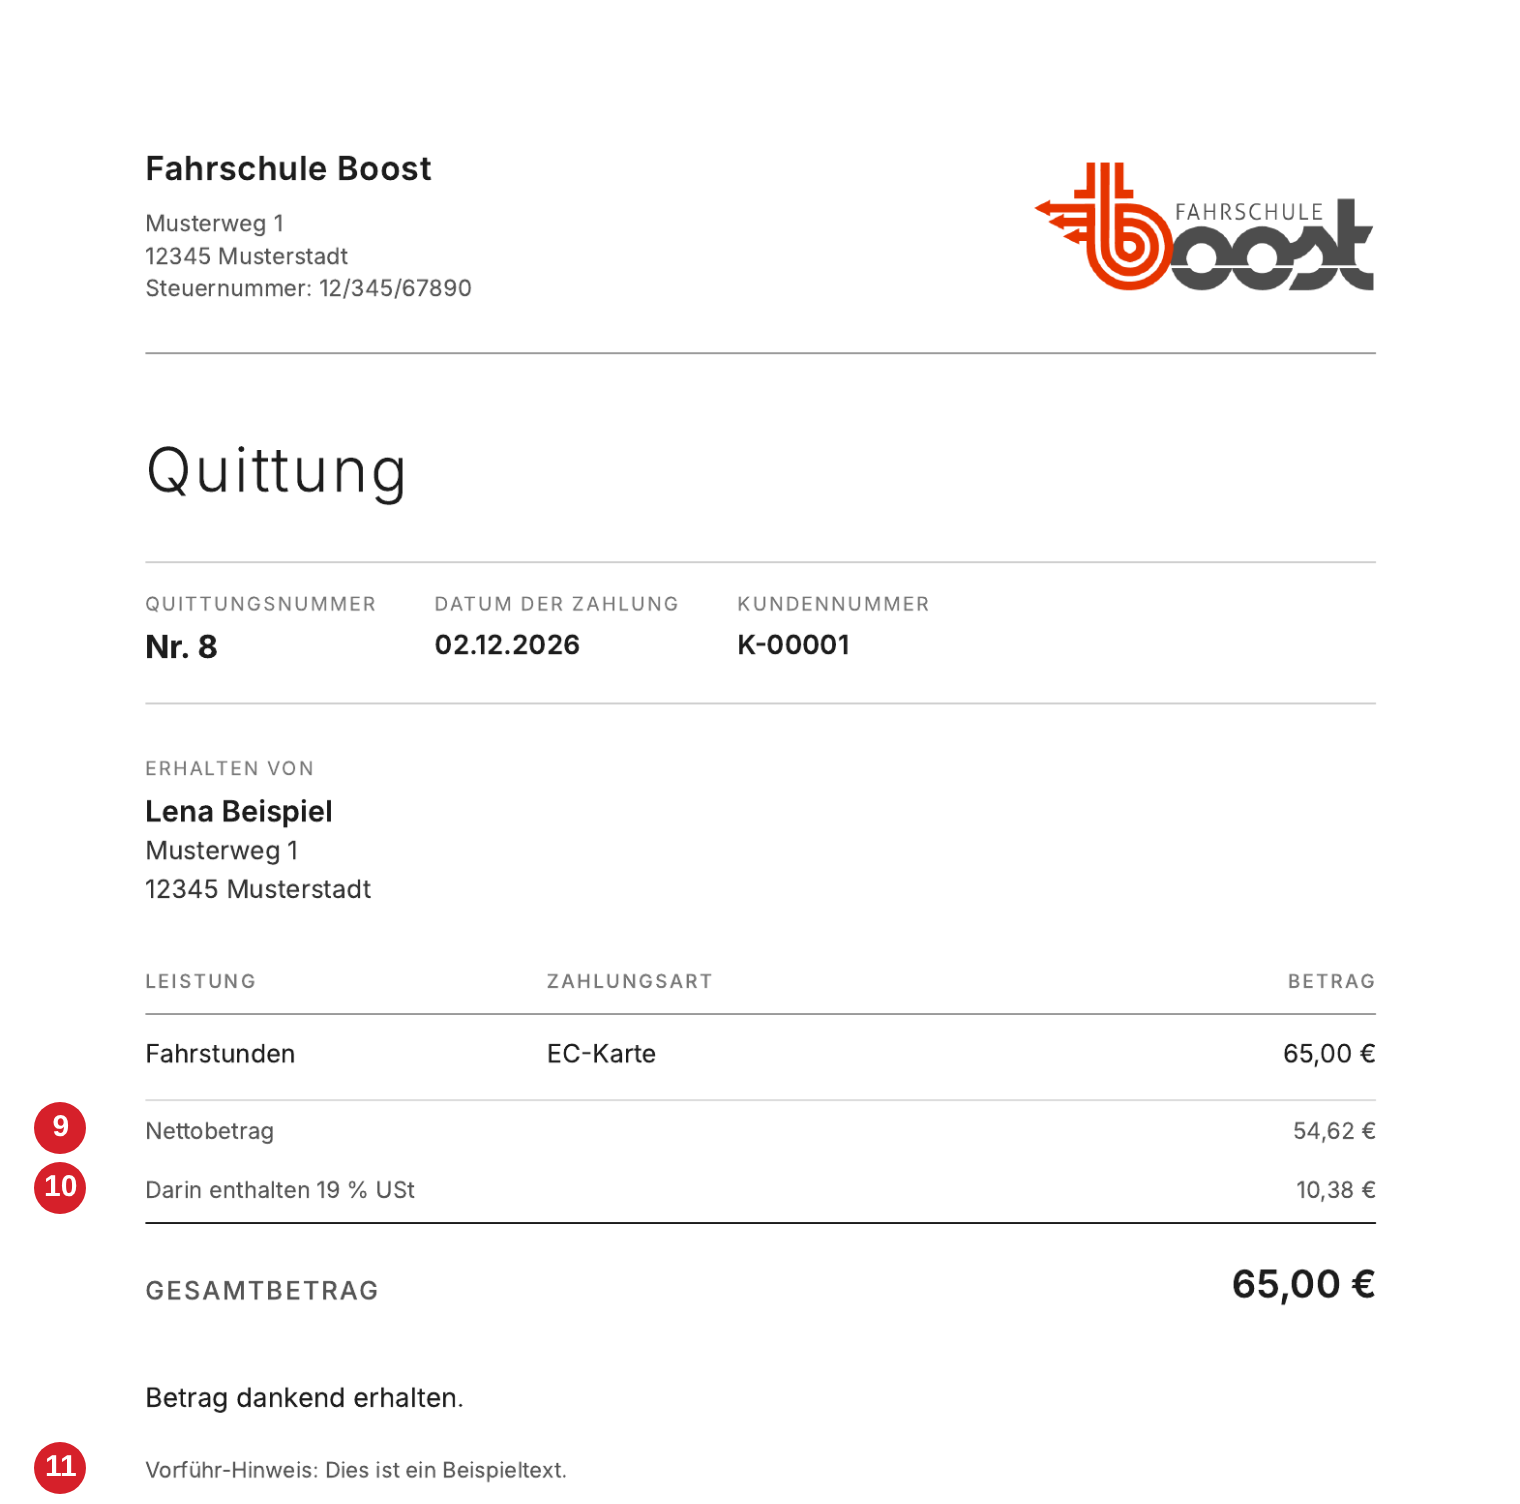 Fahrschule Boost
Musterweg 1
12345 Musterstadt
Steuernummer: 12/345/67890
FAHRSCHULE
boost
Quittung
QUITTUNGSNUMMER DATUM DER ZAHLUNG KUNDENNUMMER
Nr. 8 02.12.2026 K-00001
ERHALTEN VON
Lena Beispiel
Musterweg 1
12345 Musterstadt
LEISTUNG ZAHLUNGSART BETRAG
Fahrstunden EC-Karte 65,00 €
9 Nettobetrag 54,62 €
10 Darin enthalten 19 % USt 10,38 €
GESAMTBETRAG 65,00 €
Betrag dankend erhalten.
11 Vorführ-Hinweis: Dies ist ein Beispieltext.